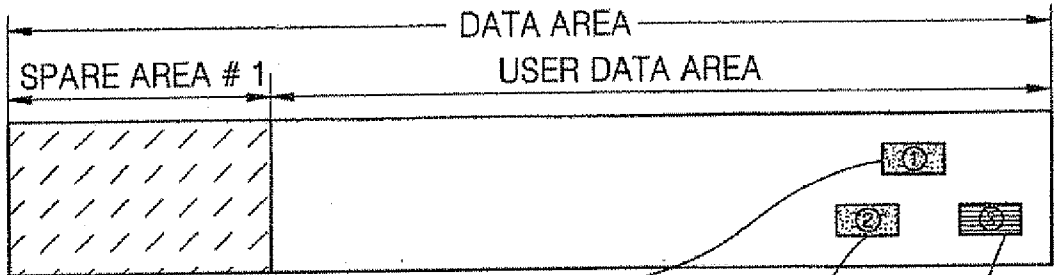 DATA AREA
SPARE AREA # 1
USER DATA AREA
①
②
③